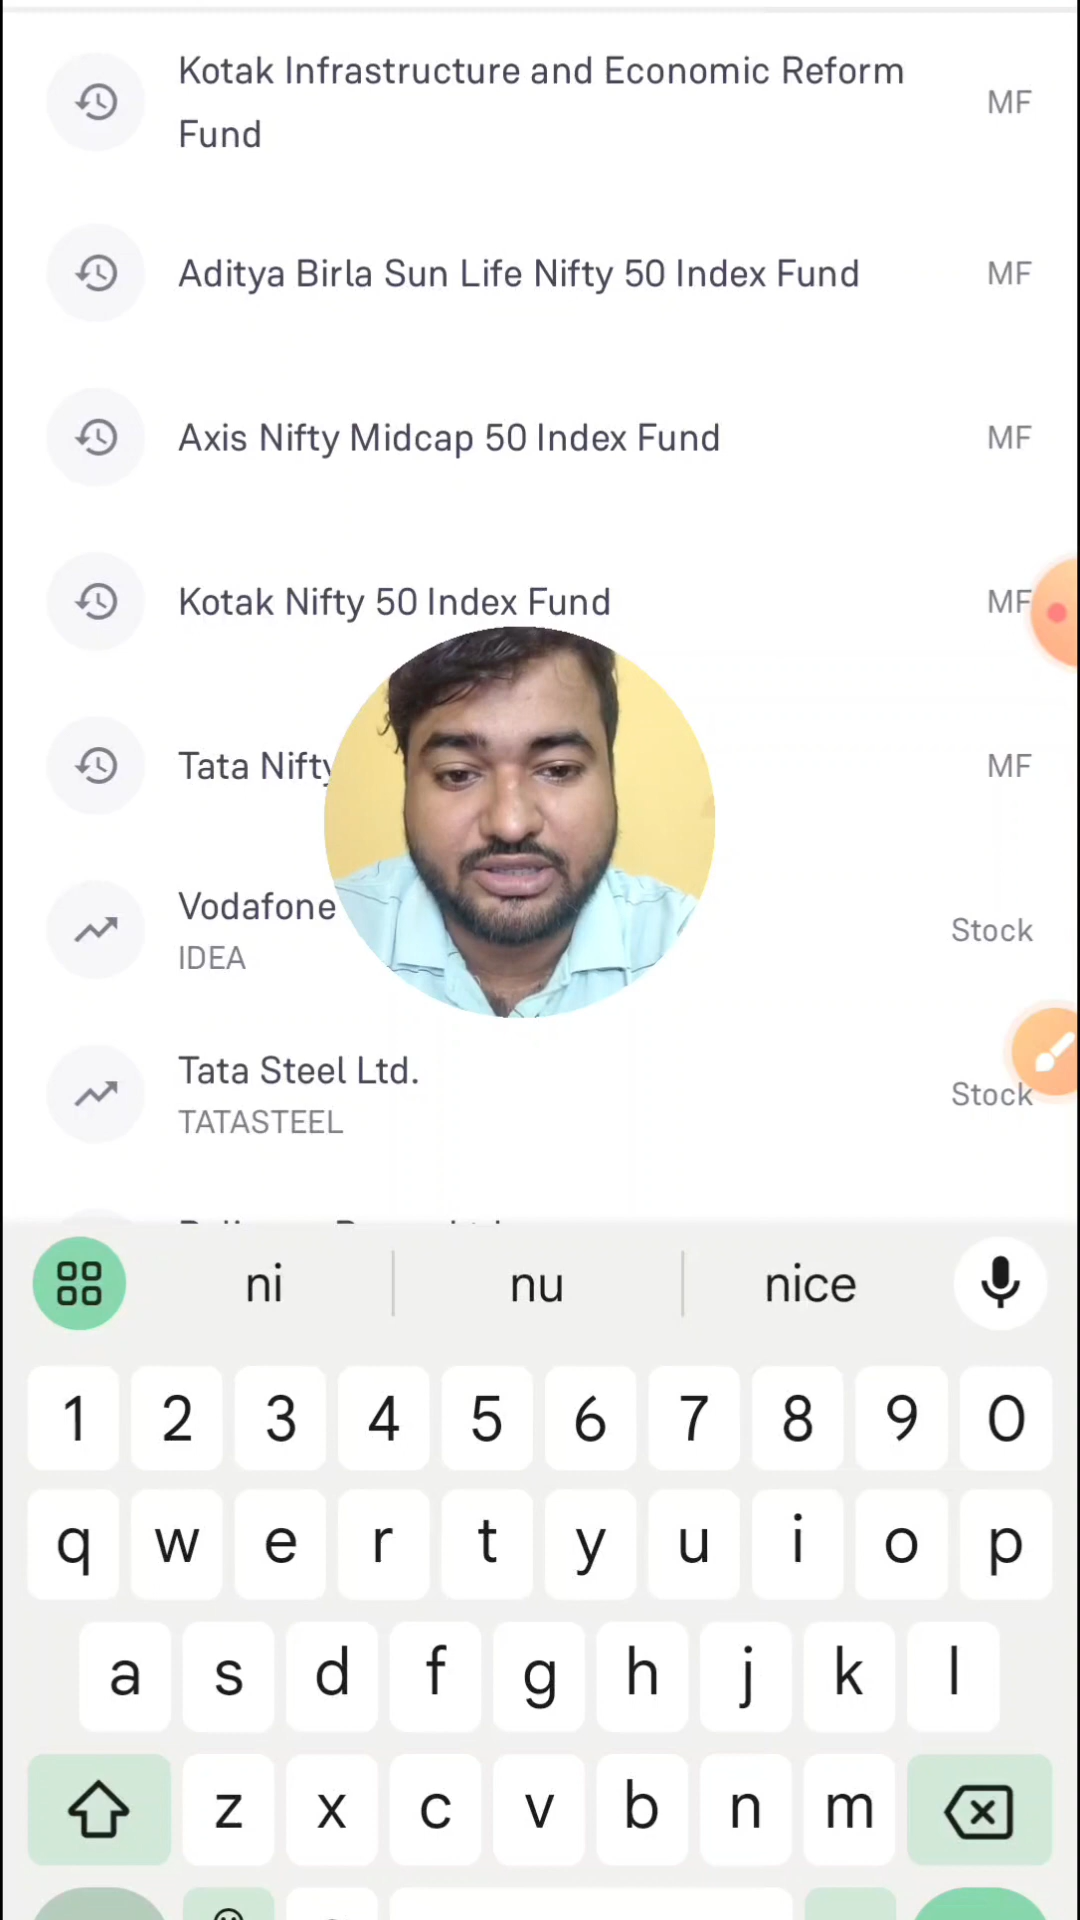 Kotak Infrastructure and Economic Reform
Fund
MF
Aditya Birla Sun Life Nifty 50 Index Fund
MF
Axis Nifty Midcap 50 Index Fund
MF
Kotak Nifty 50 Index Fund
MF
Tata Nifty
MF
Vodafone
IDEA
Stock
Tata Steel Ltd.
TATASTEEL
Stock
ni nu nice
1 2 3 4 5 6 7 8 9 0
q w e r t y u i o p
a s d f g h j k l
z x c v b n m